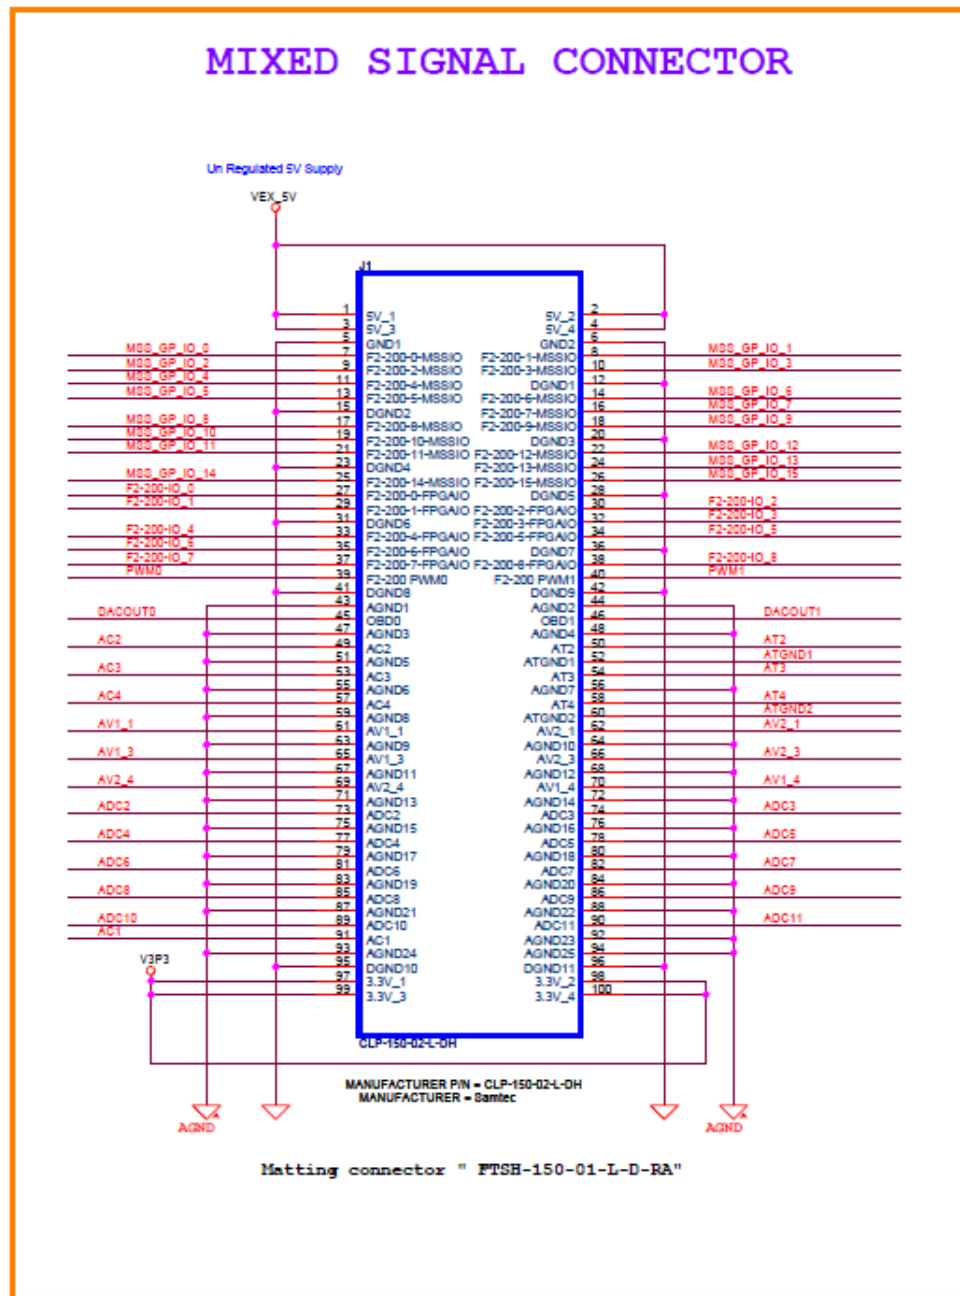 MIXED SIGNAL CONNECTOR
Un Regulated 5V Supply
VEX_5V
J1
1 5V_1 5V_2 2
3 5V_3 5V_4 4
5 GND1 GND2 6
MSS_GP_IO_0 7 F2-200-0-MSSIO F2-200-1-MSSIO 8 MSS_GP_IO_1
MSS_GP_IO_2 9 F2-200-2-MSSIO F2-200-3-MSSIO 10 MSS_GP_IO_3
MSS_GP_IO_4 11 F2-200-4-MSSIO DGND1 12
MSS_GP_IO_5 13 F2-200-5-MSSIO F2-200-6-MSSIO 14 MSS_GP_IO_6
15 DGND2 F2-200-7-MSSIO 16 MSS_GP_IO_7
MSS_GP_IO_8 17 F2-200-8-MSSIO F2-200-9-MSSIO 18 MSS_GP_IO_9
MSS_GP_IO_10 19 F2-200-10-MSSIO DGND3 20
MSS_GP_IO_11 21 F2-200-11-MSSIO F2-200-12-MSSIO 22 MSS_GP_IO_12
23 DGND4 F2-200-13-MSSIO 24 MSS_GP_IO_13
MSS_GP_IO_14 25 F2-200-14-MSSIO F2-200-15-MSSIO 26 MSS_GP_IO_15
F2-200-IO_0 27 F2-200-0-FPGAIO DGND5 28
F2-200-IO_1 29 F2-200-1-FPGAIO F2-200-2-FPGAIO 30 F2-200-IO_2
31 DGND6 F2-200-3-FPGAIO 32 F2-200-IO_3
F2-200-IO_4 33 F2-200-4-FPGAIO F2-200-5-FPGAIO 34 F2-200-IO_5
F2-200-IO_6 35 F2-200-6-FPGAIO DGND7 36
F2-200-IO_7 37 F2-200-7-FPGAIO F2-200-8-FPGAIO 38 F2-200-IO_8
PWM0 39 F2-200 PWM0 F2-200 PWM1 40 PWM1
41 DGND8 DGND9 42
43 AGND1 AGND2 44
DACOUT0 45 OBD0 OBD1 46 DACOUT1
47 AGND3 AGND4 48
AC2 49 AC2 AT2 50 AT2
51 AGND5 ATGND1 52 ATGND1
AC3 53 AC3 AT3 54 AT3
55 AGND6 AGND7 56
AC4 57 AC4 AT4 58 AT4
59 AGND8 ATGND2 60 ATGND2
AV1_1 61 AV1_1 AV2_1 62 AV2_1
63 AGND9 AGND10 64
AV1_3 65 AV1_3 AV2_3 66 AV2_3
67 AGND11 AGND12 68
AV2_4 69 AV2_4 AV1_4 70 AV1_4
71 AGND13 AGND14 72
ADC2 73 ADC2 ADC3 74 ADC3
75 AGND15 AGND16 76
ADC4 77 ADC4 ADC5 78 ADC5
79 AGND17 AGND18 80
ADC6 81 ADC6 ADC7 82 ADC7
83 AGND19 AGND20 84
ADC8 85 ADC8 ADC9 86 ADC9
87 AGND21 AGND22 88
ADC10 89 ADC10 ADC11 90 ADC11
AC1 91 AC1 AGND23 92
93 AGND24 AGND25 94
V3P3 95 DGND10 DGND11 96
97 3.3V_1 3.3V_2 98
99 3.3V_3 3.3V_4 100
CLP-150-02-L-DH
MANUFACTURER P/N = CLP-150-02-L-DH
MANUFACTURER = Samtec
AGND AGND
Matting connector " FTSH-150-01-L-D-RA"